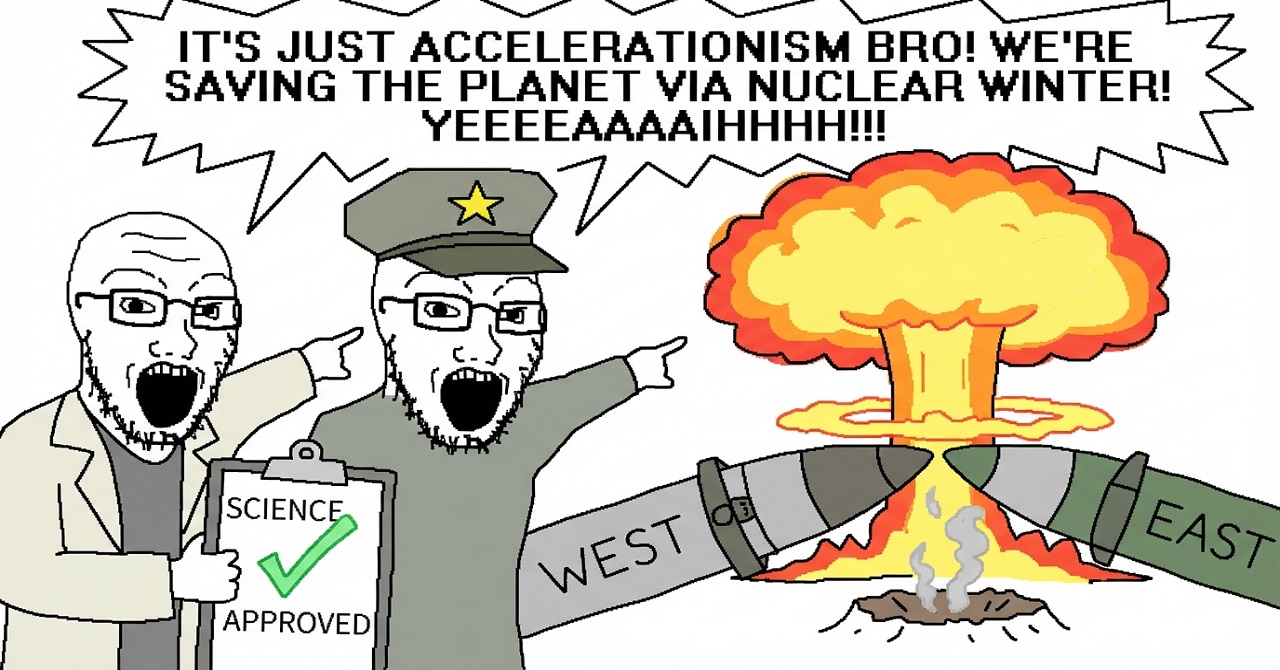 IT'S JUST ACCELERATIONISM BRO! WE'RE
SAVING THE PLANET VIA NUCLEAR WINTER!
YEEEEAAAAIHHHH!!!
SCIENCE
APPROVED
WEST
EAST